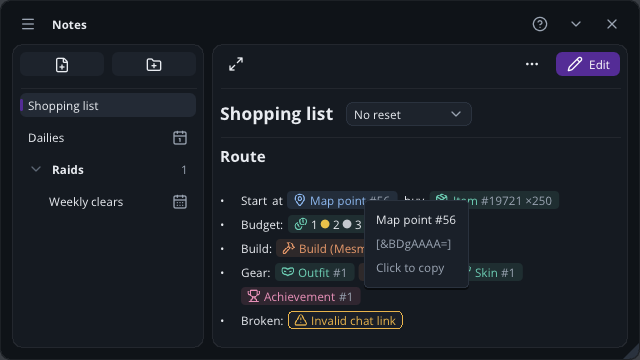 Notes
Edit
Shopping list
Dailies
Raids 1
Weekly clears
Shopping list No reset
Route
• Start at Map point #56 buy Item #19721 ×250
• Budget: 1 2 3
• Build: Build (Mesm
• Gear: Outfit #1 Skin #1
Achievement #1
• Broken: Invalid chat link
Map point #56
[&BDgAAAA=]
Click to copy